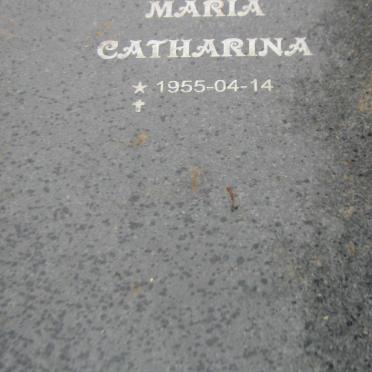 MARIA
CATHARINA
★ 1955-04-14
✝